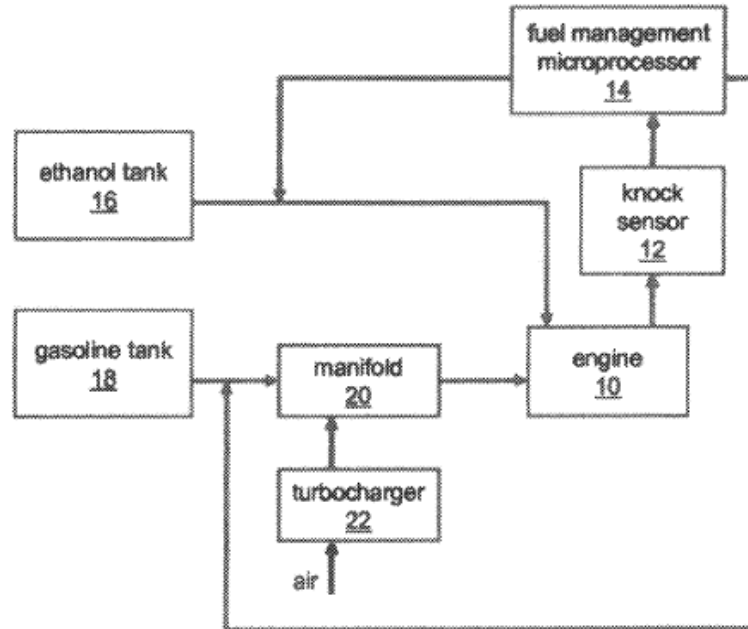 fuel management
microprocessor
14
ethanol tank
16
knock
sensor
12
gasoline tank
18
manifold
20
engine
10
turbocharger
22
air